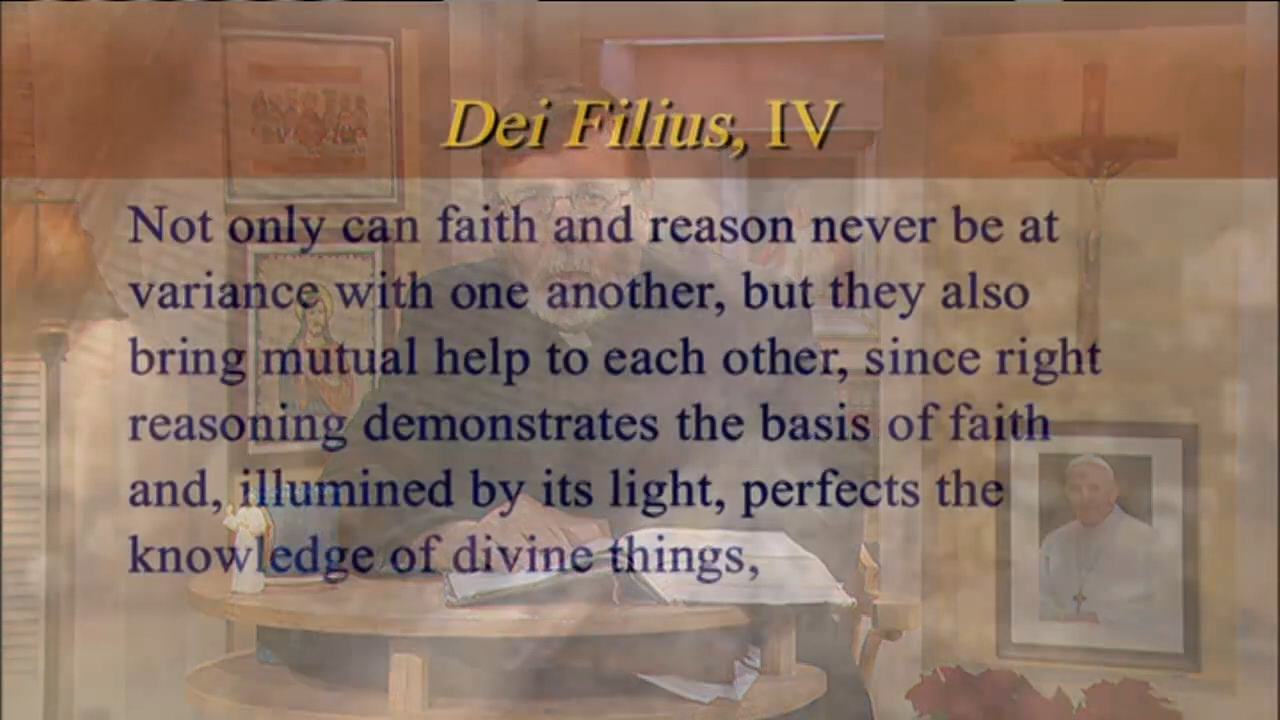 Dei Filius, IV
Not only can faith and reason never be at
variance with one another, but they also
bring mutual help to each other, since right
reasoning demonstrates the basis of faith
and, illumined by its light, perfects the
knowledge of divine things,